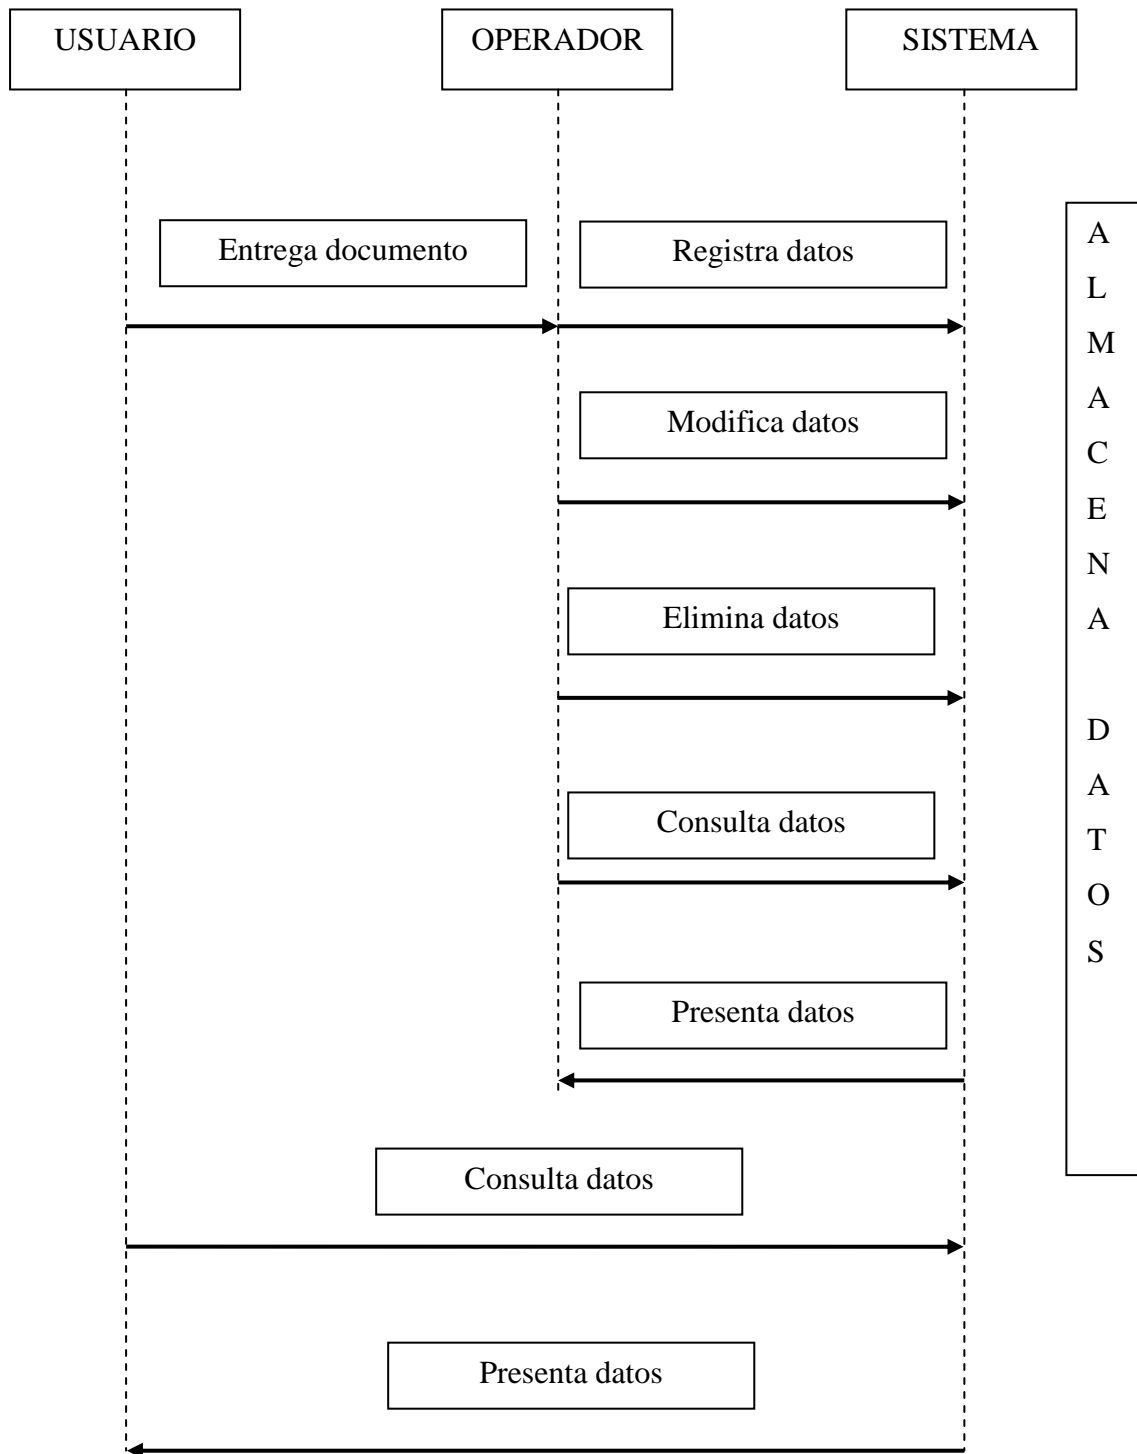 USUARIO
OPERADOR
SISTEMA
Entrega documento
Registra datos
Modifica datos
Elimina datos
Consulta datos
Presenta datos
Consulta datos
Presenta datos
A
L
M
A
C
E
N
A
D
A
T
O
S